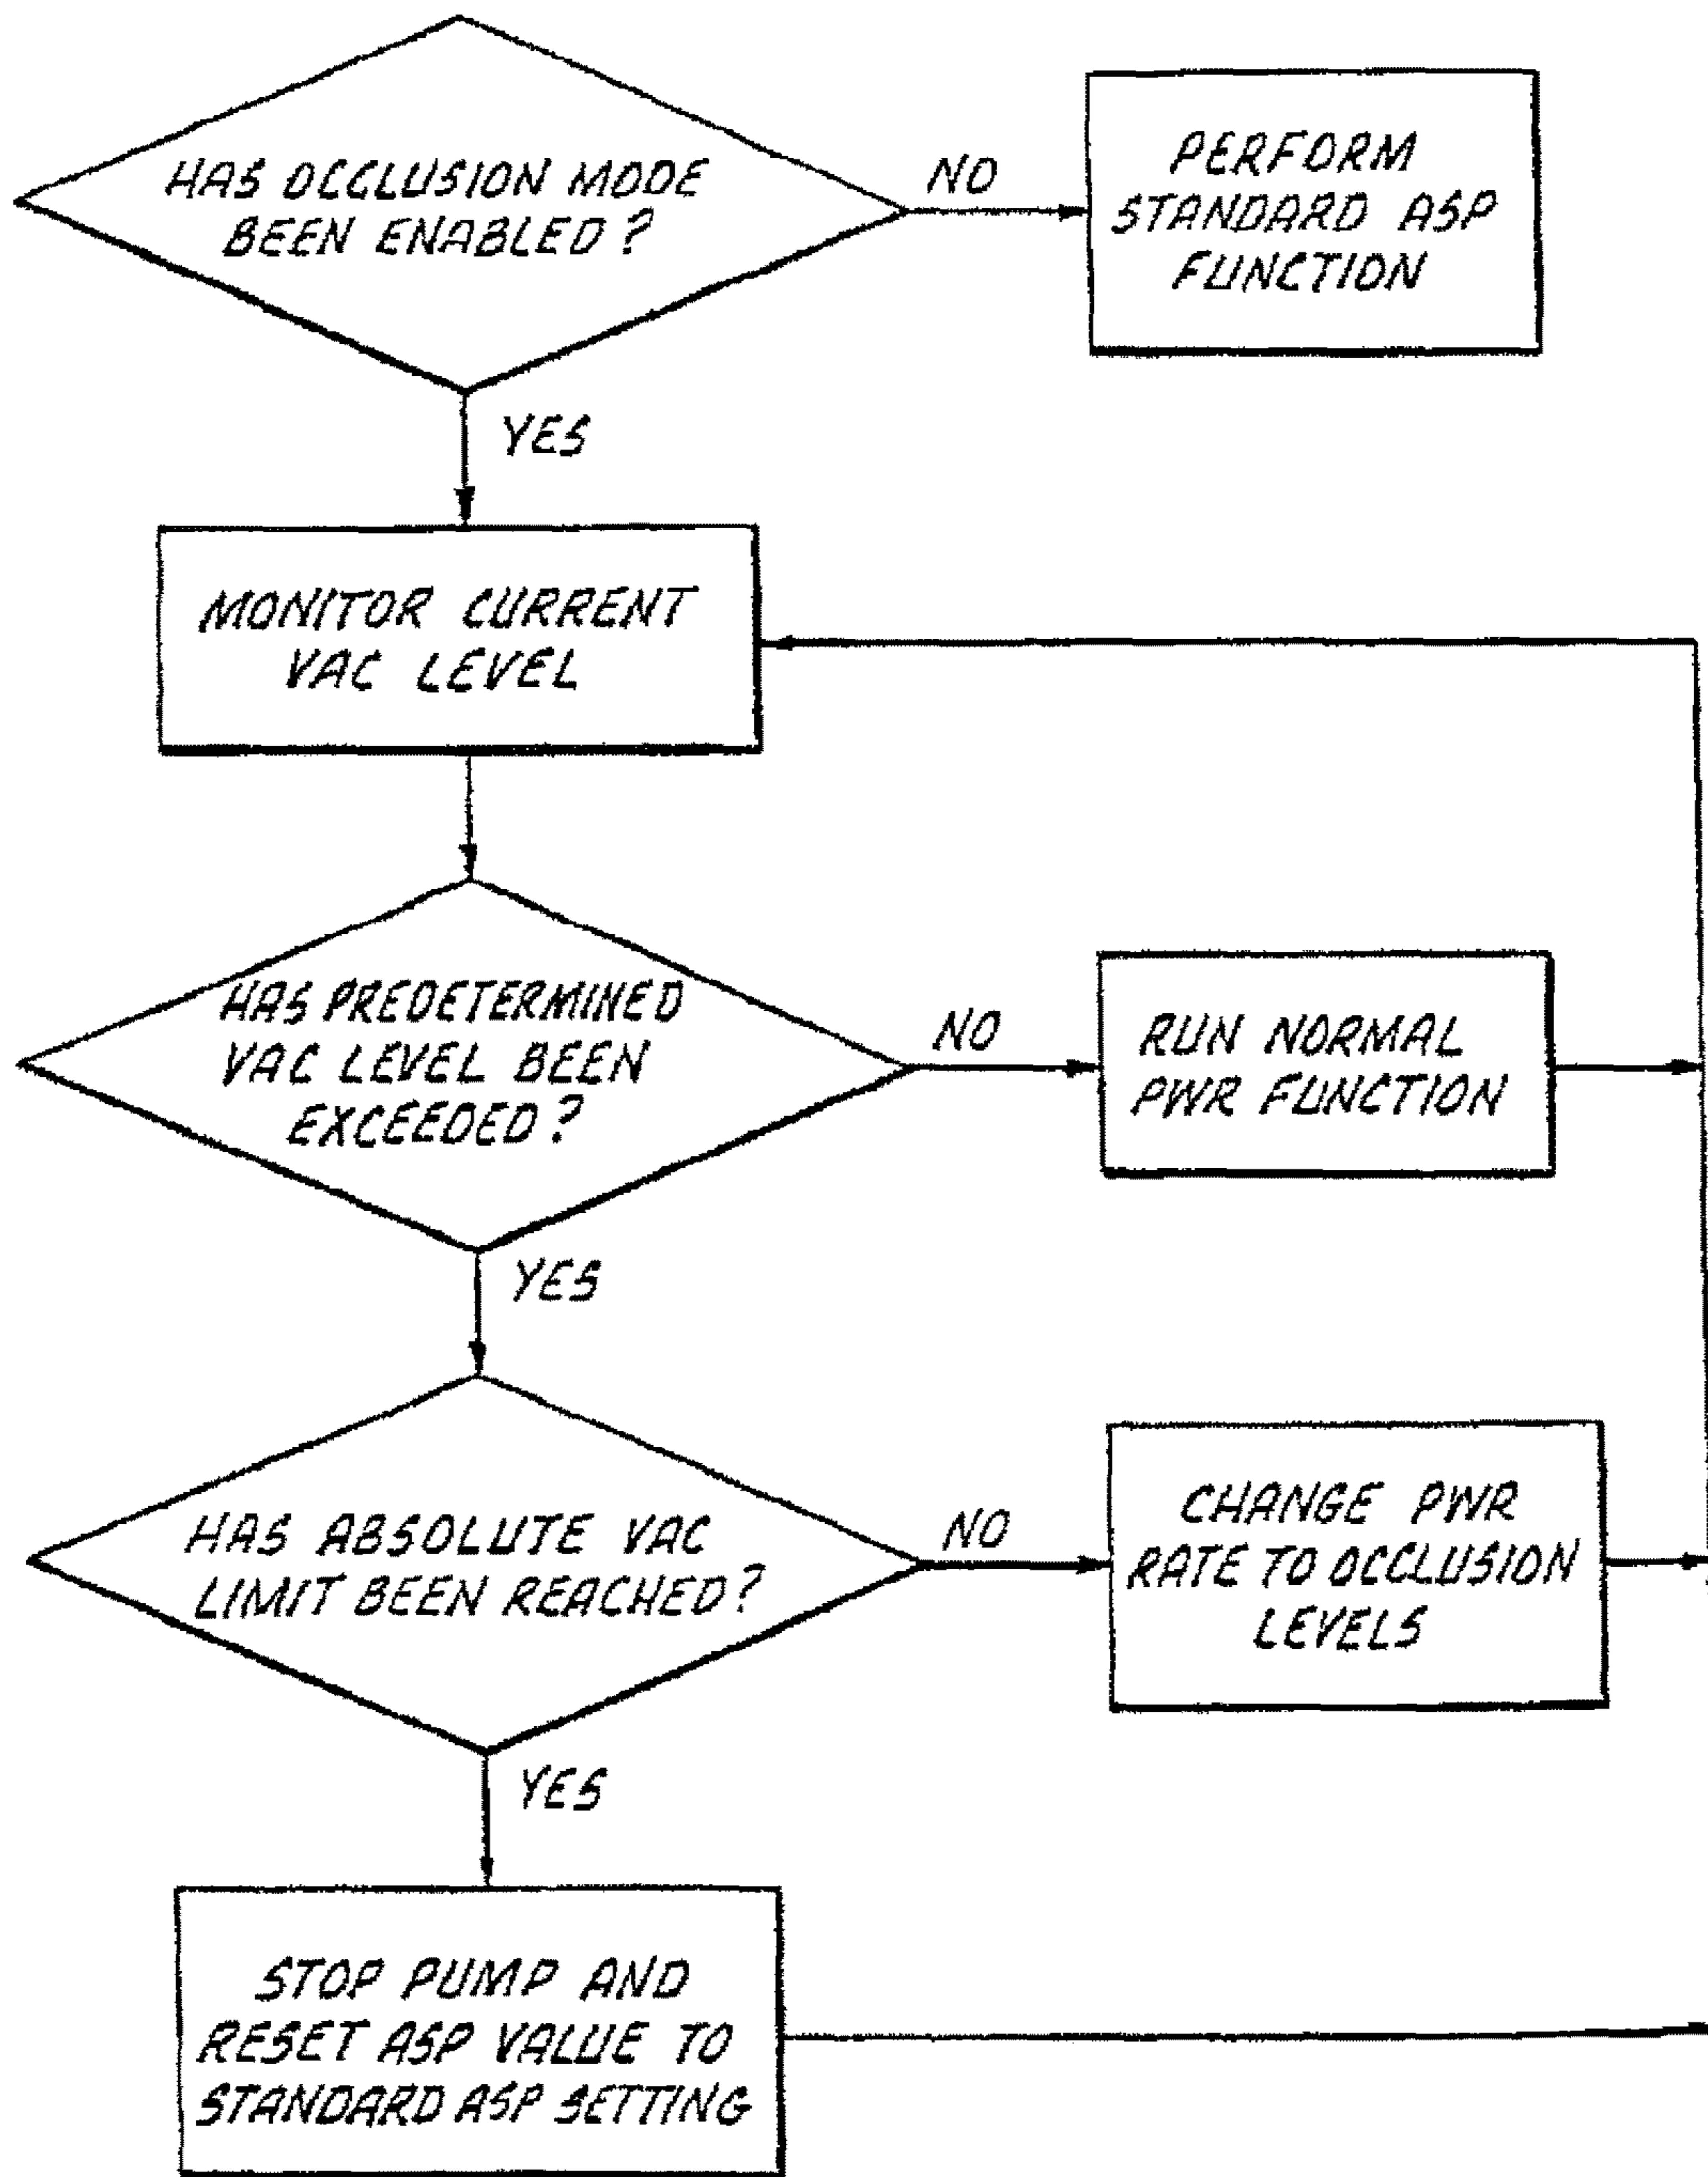 HAS OCCLUSION MODE
BEEN ENABLED?
NO
PERFORM
STANDARD ASP
FUNCTION
YES
MONITOR CURRENT
VAC LEVEL
HAS PREDETERMINED
VAC LEVEL BEEN
EXCEEDED?
NO
RUN NORMAL
PWR FUNCTION
YES
HAS ABSOLUTE VAC
LIMIT BEEN REACHED?
NO
CHANGE PWR
RATE TO OCCLUSION
LEVELS
YES
STOP PUMP AND
RESET ASP VALUE TO
STANDARD ASP SETTING